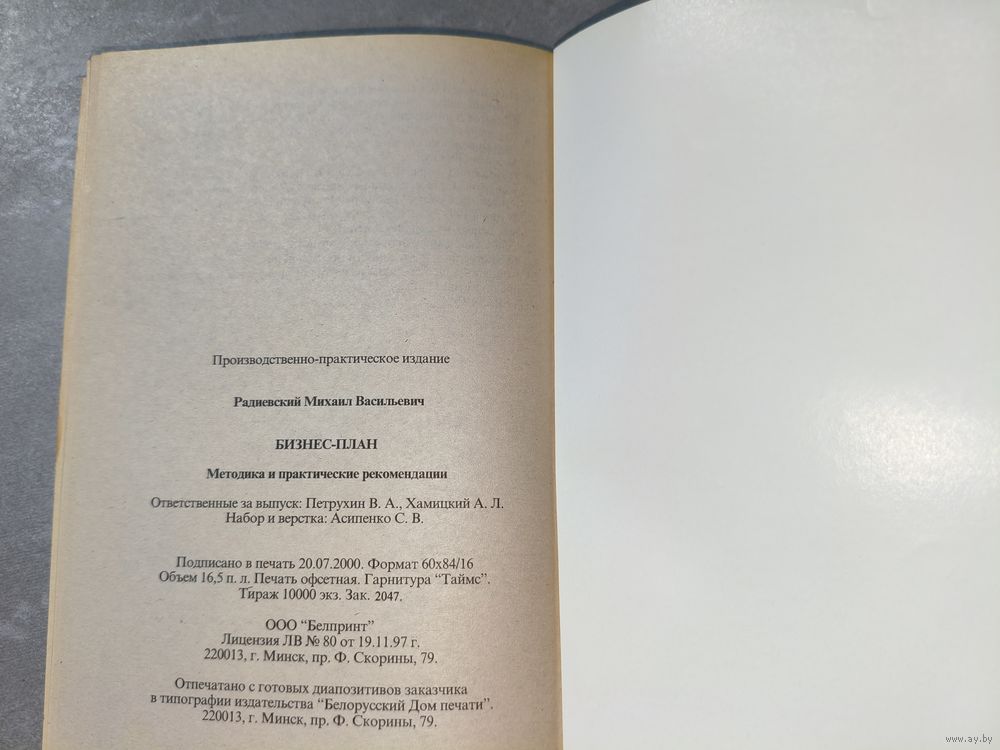 Производственно-практическое издание
Радиевский Михаил Васильевич
БИЗНЕС-ПЛАН
Методика и практические рекомендации
Ответственные за выпуск: Петрухин В. А., Хамицкий А. Л.
Набор и верстка: Асипенко С. В.
Подписано в печать 20.07.2000. Формат 60x84/16
Объем 16,5 п. л. Печать офсетная. Гарнитура “Таймс”.
Тираж 10000 экз. Зак. 2047.
ООО “Белпринт”
Лицензия ЛВ № 80 от 19.11.97 г.
220013, г. Минск, пр. Ф. Скорины, 79.
Отпечатано с готовых диапозитивов заказчика
в типографии издательства “Белорусский Дом печати”.
220013, г. Минск, пр. Ф. Скорины, 79.
www.ay.by